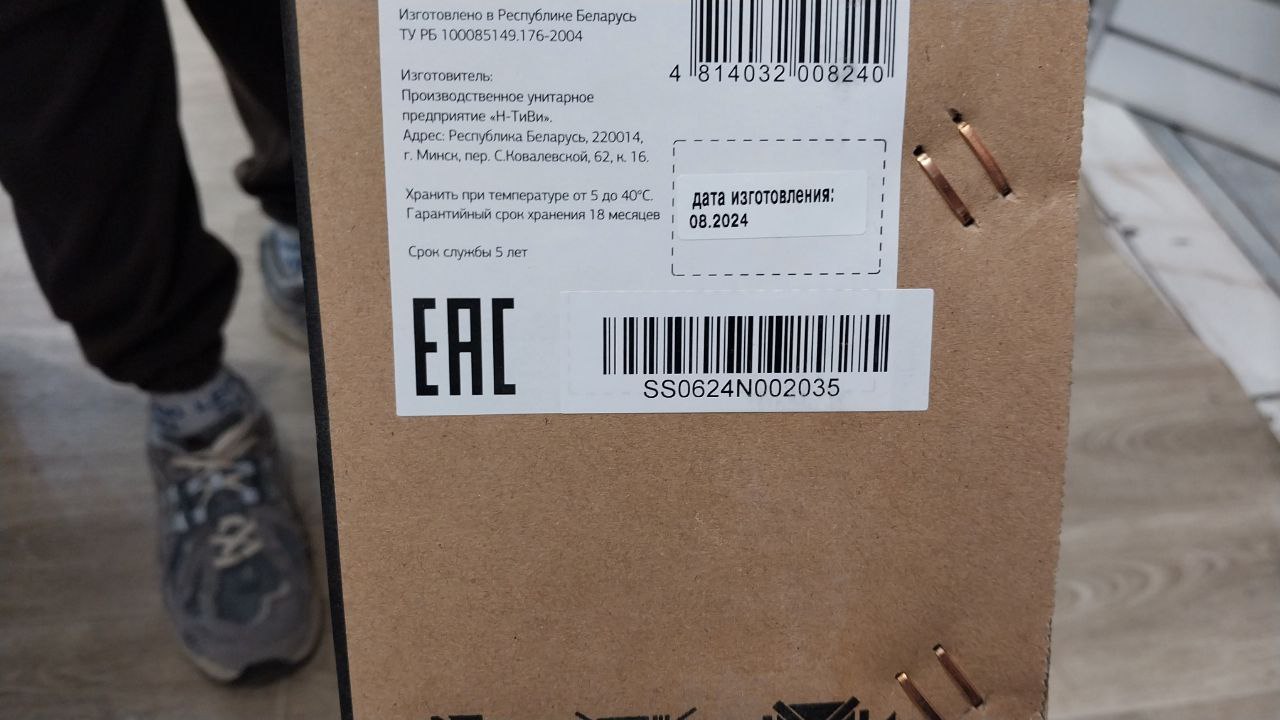 Изготовлено в Республике Беларусь
ТУ РБ 100085149.176-2004
4 814032 008240
Изготовитель:
Производственное унитарное
предприятие «Н-ТиВи».
Адрес: Республика Беларусь, 220014,
г. Минск, пер. С.Ковалевской, 62, к. 16.
Хранить при температуре от 5 до 40°С.
Гарантийный срок хранения 18 месяцев
Срок службы 5 лет
дата изготовления:
08.2024
EAC
SS0624N002035